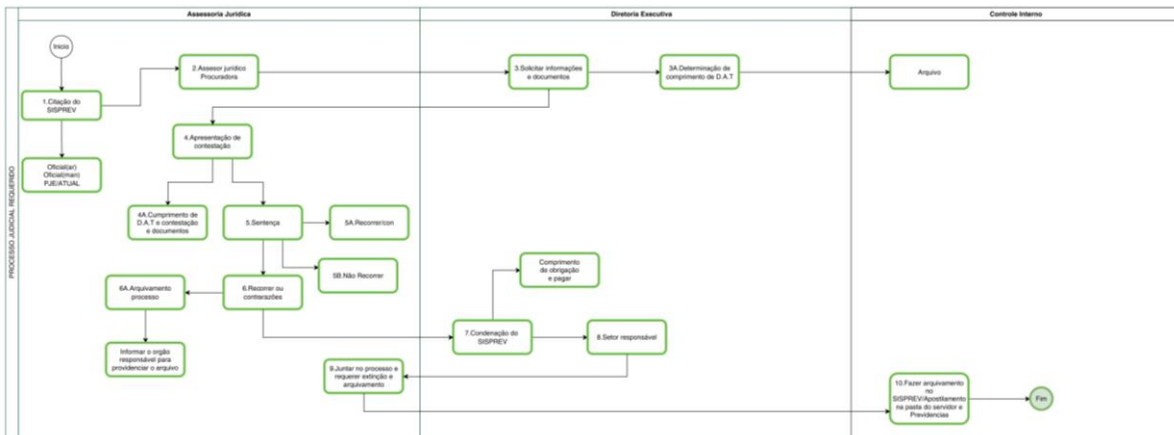 Assessoria Jurídica
Diretoria Executiva
Controle Interno
PROCESSO JUDICIAL REQUERIDO
Inicio
1.Citação do
SISPREV
Oficial(ar)
Oficial(man)
PJE/ATUAL
2.Assessor jurídico
Procuradora
3.Solicitar informações
e documentos
3A.Determinação de
comprimento de D.A.T
Arquivo
4.Apresentação de
contestação
4A.Cumprimento de
D.A.T e contestação
e documentos
5.Sentença
5A.Recorrer/con
5B.Não Recorrer
6.Recorrer ou
contrarazões
6A.Arquivamento
processo
Informar o orgão
responsável para
providenciar o arquivo
Comprimento
de obrigação
e pagar
7.Condenação do
SISPREV
8.Setor responsável
9.Juntar no processo e
requerer extinção e
arquivamento
10.Fazer arquivamento
no
SISPREV/Apostilamento
na pasta do servidor e
Previdencias
Fim